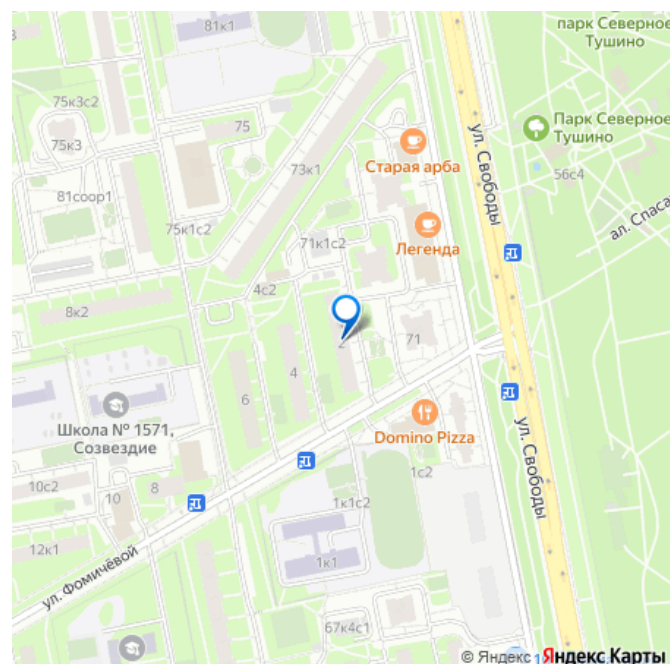 парк Северное
Тушино
81к1
75к3с2
75
75к3
73к1
81соор1
75к1с2
Старая арба
ул. Свободы
Парк Северное
Тушино
56с4
ал. Спаса
71к1с2
Легенда
4с2
8к2
2
71
4
6
Школа № 1571,
Созвездие
Domino Pizza
ул. Свободы
10с2
10
8
1с2
1к1с2
12к1
1к1
ул. Фомичёвой
67к4с1
© Яндекс Яндекс Карты